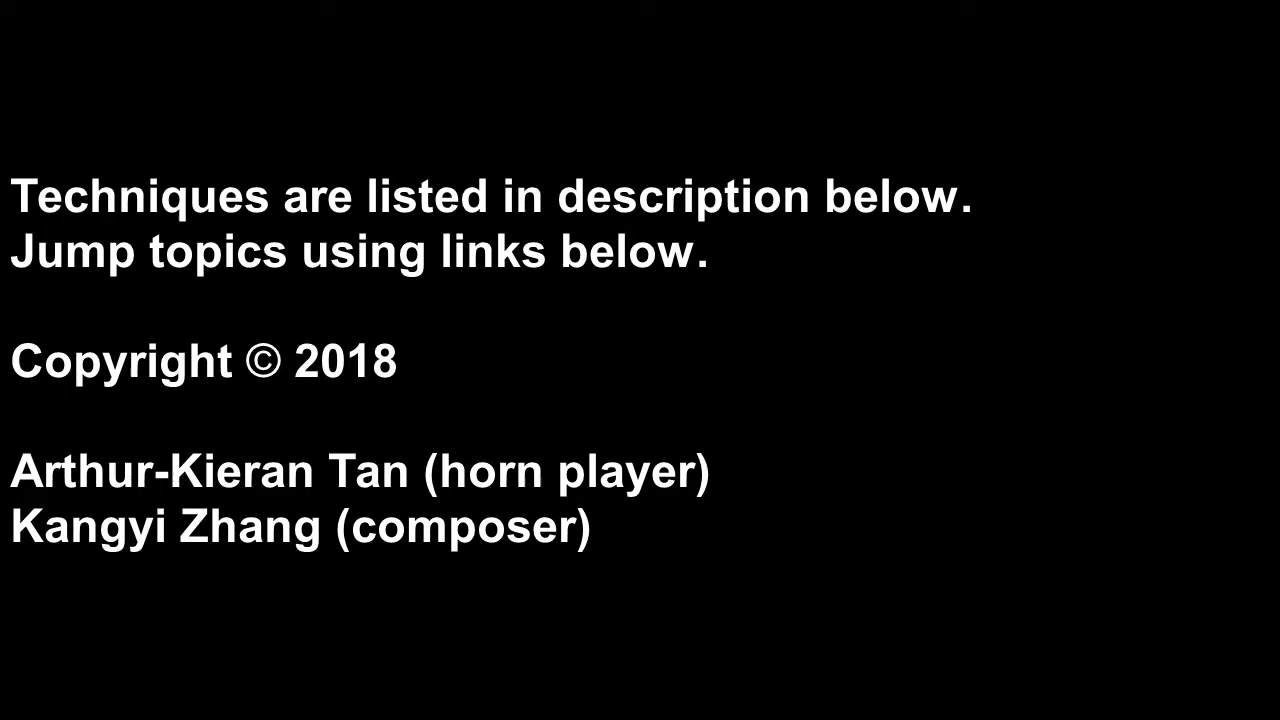 Techniques are listed in description below.
Jump topics using links below.
Copyright © 2018
Arthur-Kieran Tan (horn player)
Kangyi Zhang (composer)